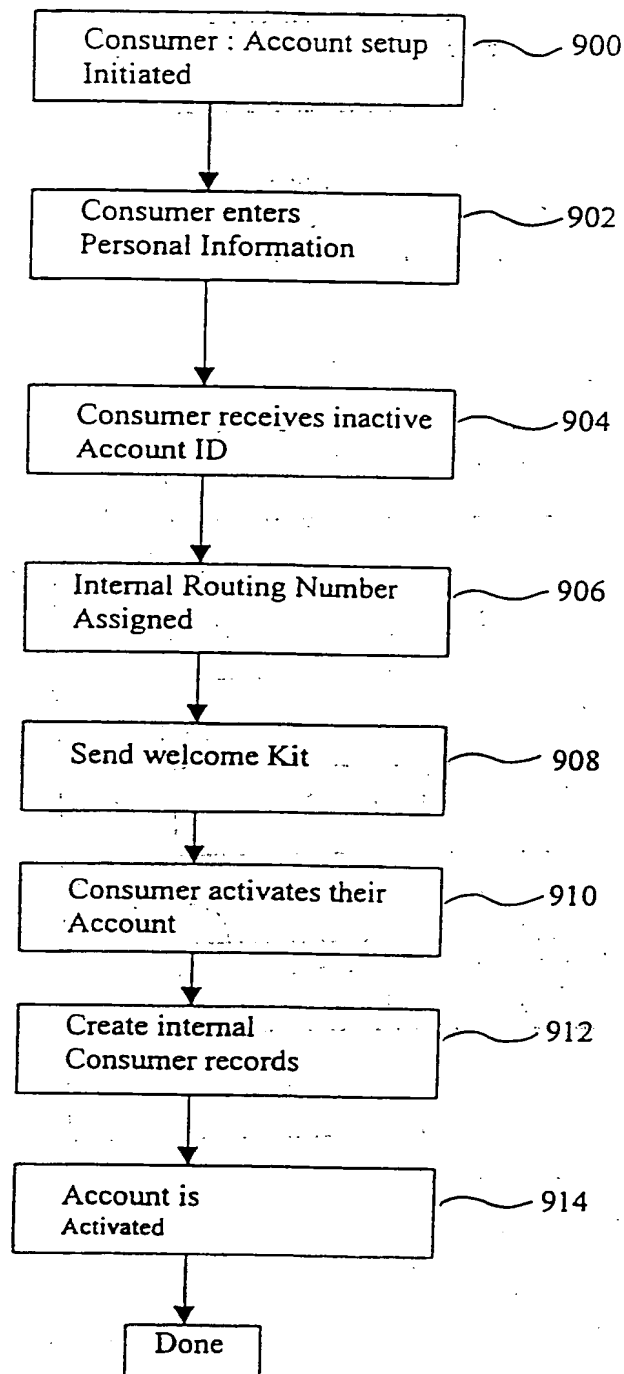 Consumer : Account setup
Initiated
900
Consumer enters
Personal Information
902
Consumer receives inactive
Account ID
904
Internal Routing Number
Assigned
906
Send welcome Kit
908
Consumer activates their
Account
910
Create internal
Consumer records
912
Account is
Activated
914
Done